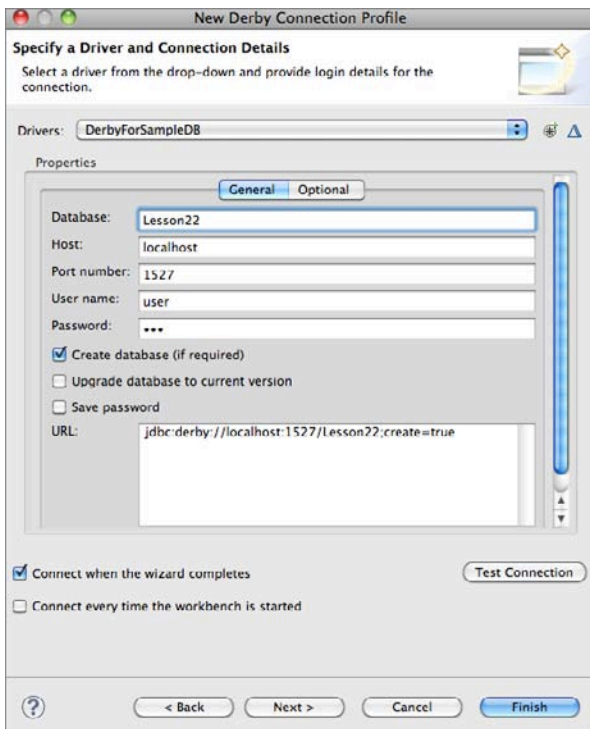 New Derby Connection Profile
Specify a Driver and Connection Details
Select a driver from the drop-down and provide login details for the
connection.
Drivers: DerbyForSampleDB
Properties
General Optional
Database: Lesson22
Host: localhost
Port number: 1527
User name: user
Password: •••
Create database (if required)
Upgrade database to current version
Save password
URL: jdbc:derby://localhost:1527/Lesson22;create=true
Connect when the wizard completes
Test Connection
Connect every time the workbench is started
? < Back Next > Cancel Finish